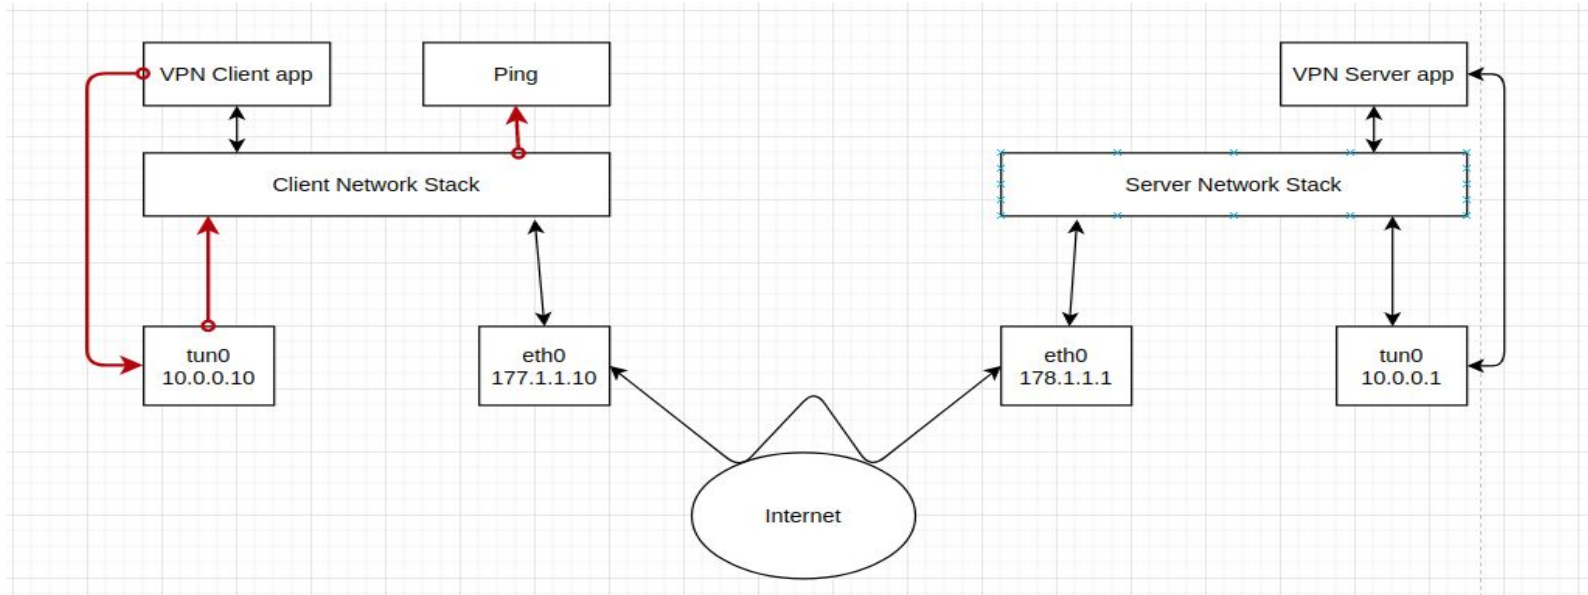 VPN Client app
Ping
VPN Server app
Client Network Stack
Server Network Stack
tun0
10.0.0.10
eth0
177.1.1.10
eth0
178.1.1.1
tun0
10.0.0.1
Internet